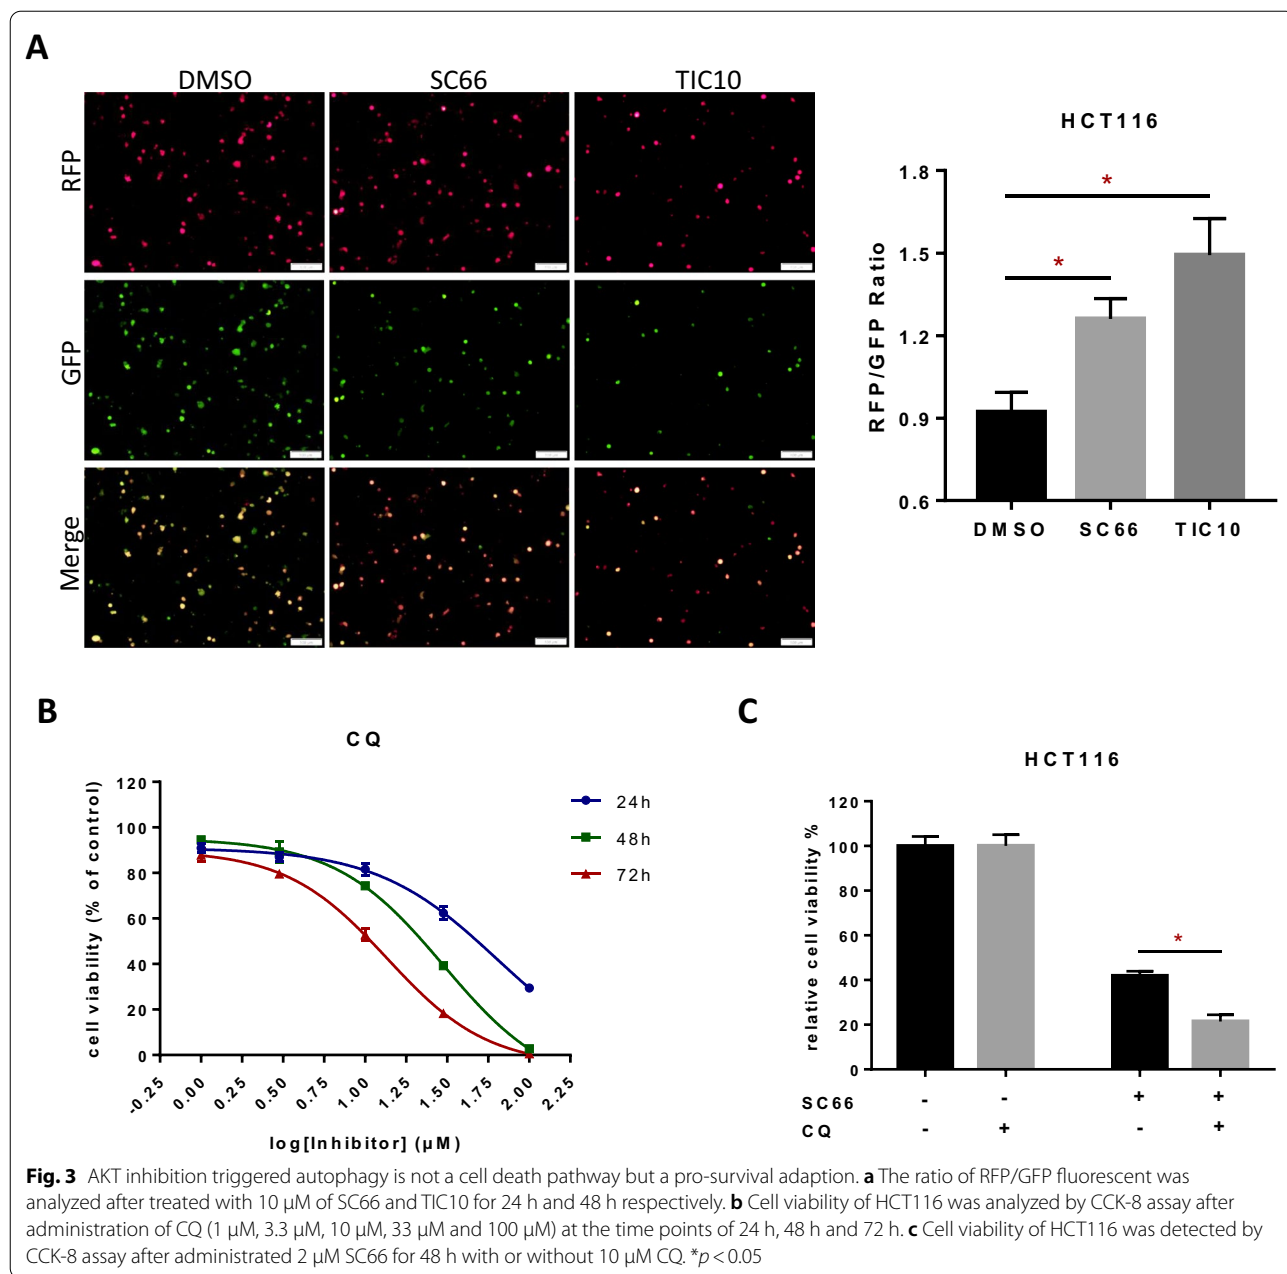 A
DMSO SC66 TIC10
RFP
GFP
Merge
HCT116
RFP/GFP Ratio
1.8
1.5
1.2
0.9
0.6
*
*
DMSO SC66 TIC10
B
CQ
cell viability (% of control)
120
100
80
60
40
20
0
-0.25 0.00 0.25 0.50 0.75 1.00 1.25 1.50 1.75 2.00 2.25
log[Inhibitor] (μM)
24h
48h
72h
C
HCT116
relative cell viability %
120
100
80
60
40
20
0
*
SC66 - - + +
CQ - + - +
Fig. 3 AKT inhibition triggered autophagy is not a cell death pathway but a pro-survival adaption. a The ratio of RFP/GFP fluorescent was
analyzed after treated with 10 μM of SC66 and TIC10 for 24 h and 48 h respectively. b Cell viability of HCT116 was analyzed by CCK-8 assay after
administration of CQ (1 μM, 3.3 μM, 10 μM, 33 μM and 100 μM) at the time points of 24 h, 48 h and 72 h. c Cell viability of HCT116 was detected by
CCK-8 assay after administrated 2 μM SC66 for 48 h with or without 10 μM CQ. *p < 0.05